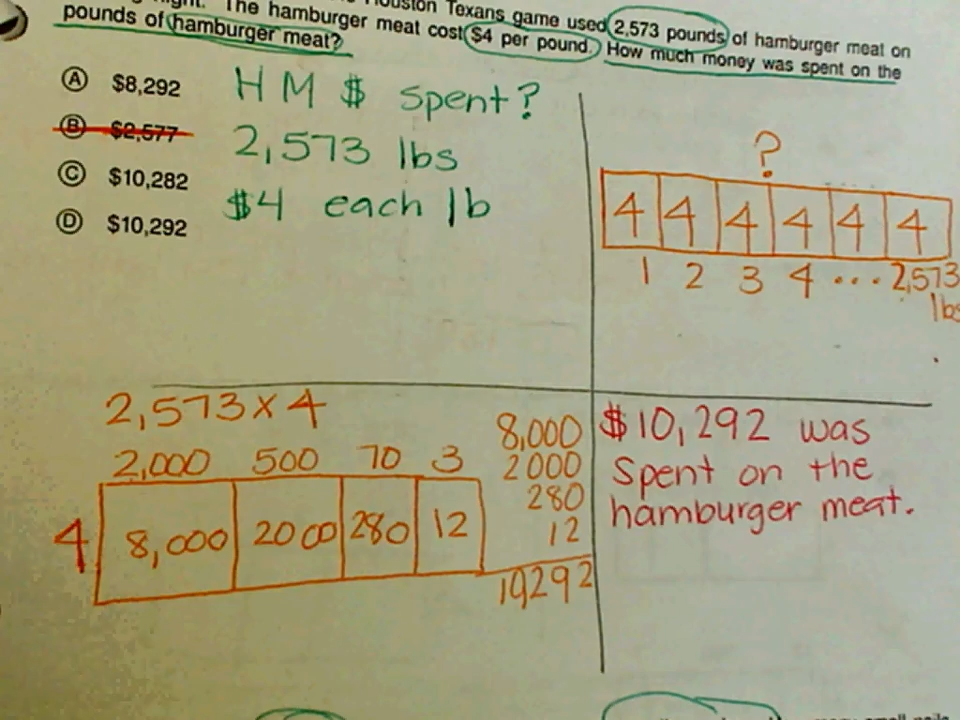 The hamburger meat cost $4 per pound. How much money was spent on the
Houston Texans game used 2,573 pounds of hamburger meat on
pounds of hamburger meat?
A $8,292
B $2,577
C $10,282
D $10,292
H M $ spent?
2,573 lbs
$4 each lb
?
4 4 4 4 4 4
1 2 3 4 ... 2,573
lbs
2,573 x 4
2,000 500 70 3
4 8,000 2000 280 12
8,000
2000
280
12
10,292
$10,292 was
spent on the
hamburger meat.